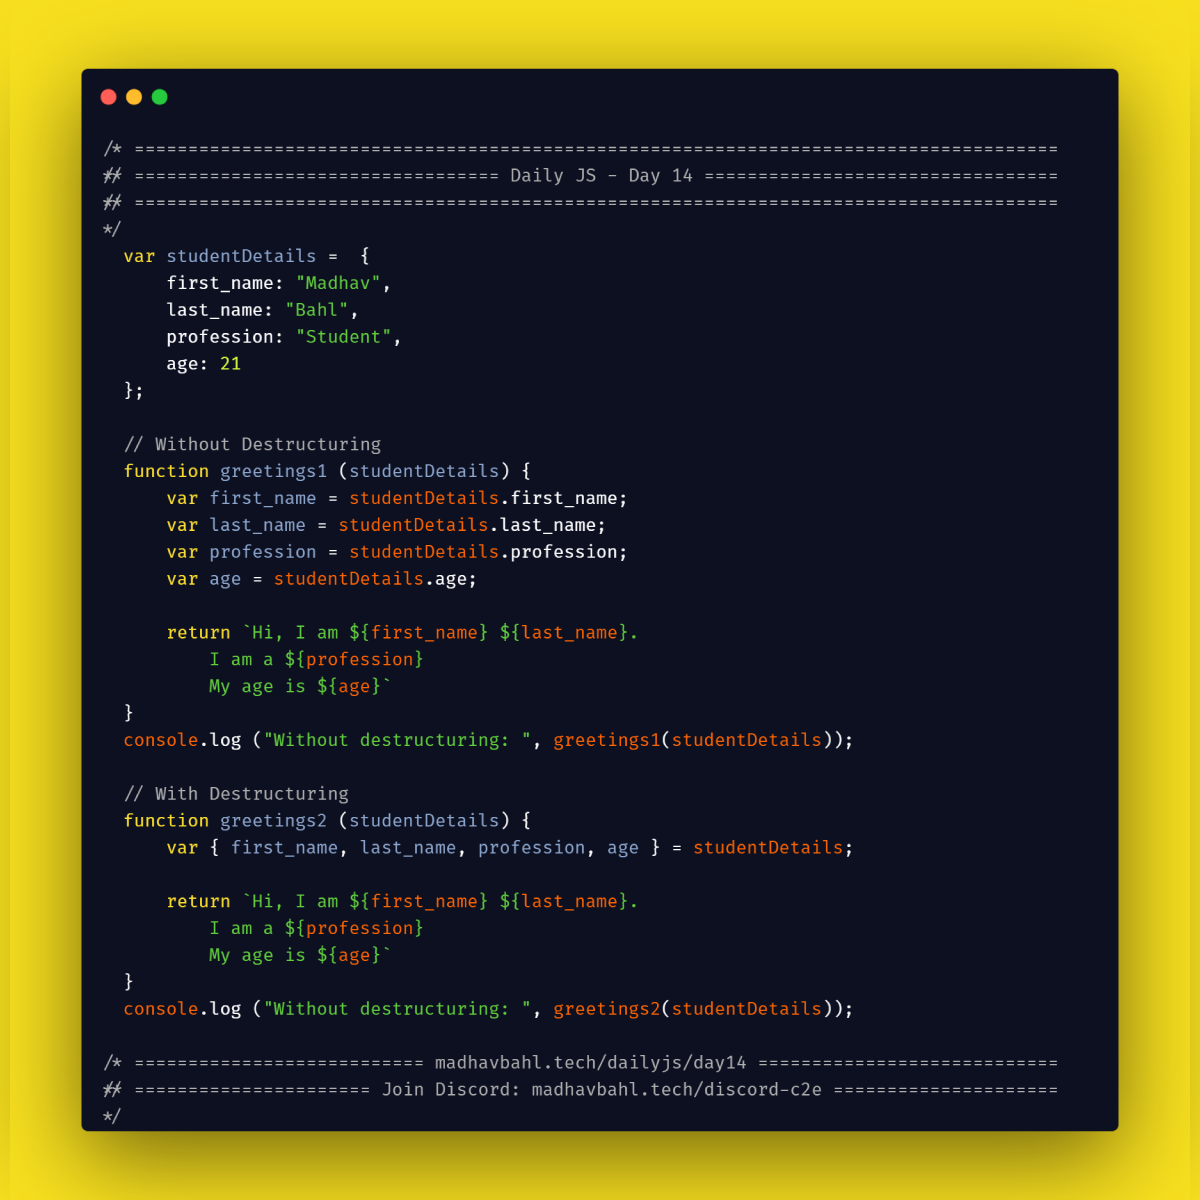 /* ======================================================================================
// ================================== Daily JS - Day 14 =================================
// ======================================================================================
*/
var studentDetails =  {
    first_name: "Madhav",
    last_name: "Bahl",
    profession: "Student",
    age: 21
};
// Without Destructuring
function greetings1 (studentDetails) {
    var first_name = studentDetails.first_name;
    var last_name = studentDetails.last_name;
    var profession = studentDetails.profession;
    var age = studentDetails.age;
    return `Hi, I am ${first_name} ${last_name}.
        I am a ${profession}
        My age is ${age}`
}
console.log ("Without destructuring: ", greetings1(studentDetails));
// With Destructuring
function greetings2 (studentDetails) {
    var { first_name, last_name, profession, age } = studentDetails;
    return `Hi, I am ${first_name} ${last_name}.
        I am a ${profession}
        My age is ${age}`
}
console.log ("Without destructuring: ", greetings2(studentDetails));
/* =========================== madhavbahl.tech/dailyjs/day14 ============================
// ====================== Join Discord: madhavbahl.tech/discord-c2e =====================
*/